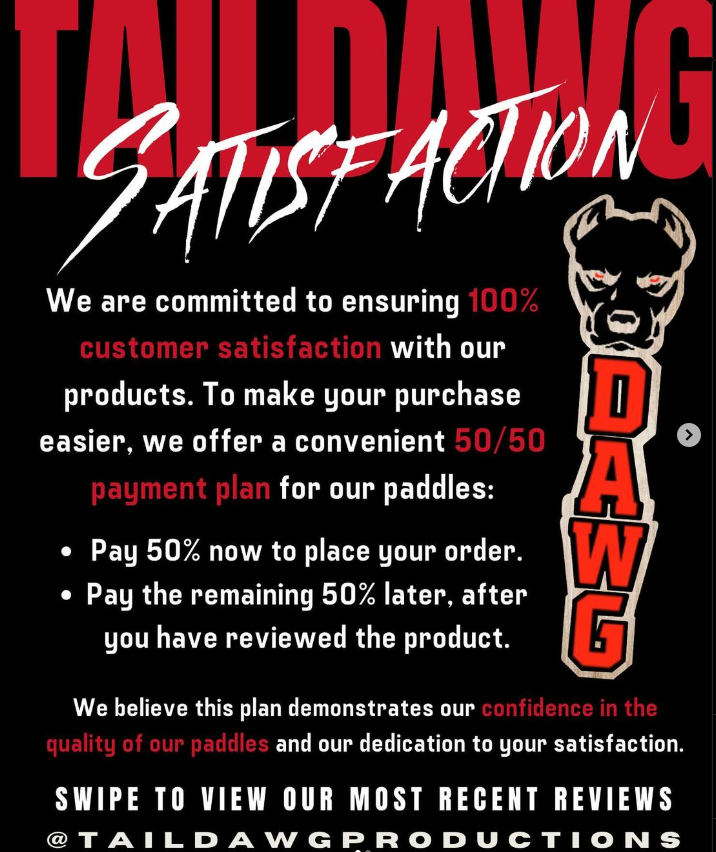 TAILDAWG
SATISFACTION
We are committed to ensuring 100%
customer satisfaction with our
products. To make your purchase
easier, we offer a convenient 50/50
payment plan for our paddles:
• Pay 50% now to place your order.
• Pay the remaining 50% later, after
you have reviewed the product.
DAWG
We believe this plan demonstrates our confidence in the
quality of our paddles and our dedication to your satisfaction.
SWIPE TO VIEW OUR MOST RECENT REVIEWS
@TAILDAWGPRODUCTIONS